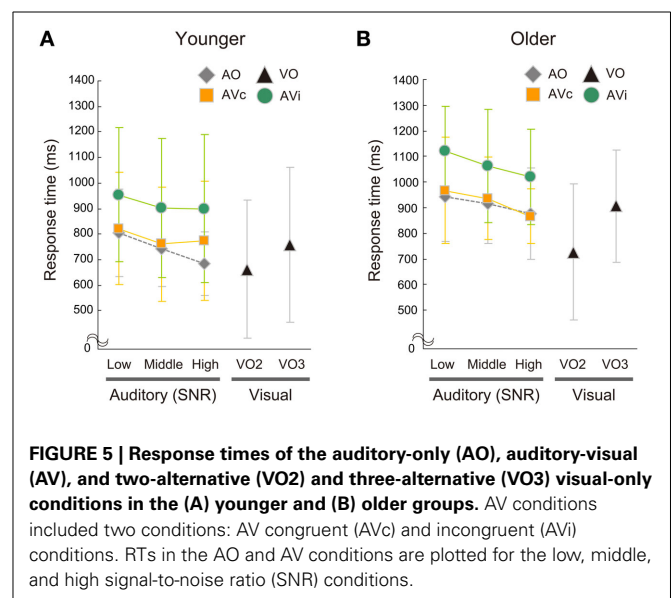 A
Younger
AO
VO
AVc
AVi
Response time (ms)
1400
1300
1200
1100
1000
900
800
700
600
500
0
Low Middle High VO2 VO3
Auditory (SNR) Visual
B
Older
AO
VO
AVc
AVi
Response time (ms)
1400
1300
1200
1100
1000
900
800
700
600
500
0
Low Middle High VO2 VO3
Auditory (SNR) Visual
FIGURE 5 | Response times of the auditory-only (AO), auditory-visual
(AV), and two-alternative (VO2) and three-alternative (VO3) visual-only
conditions in the (A) younger and (B) older groups. AV conditions
included two conditions: AV congruent (AVc) and incongruent (AVi)
conditions. RTs in the AO and AV conditions are plotted for the low, middle,
and high signal-to-noise ratio (SNR) conditions.